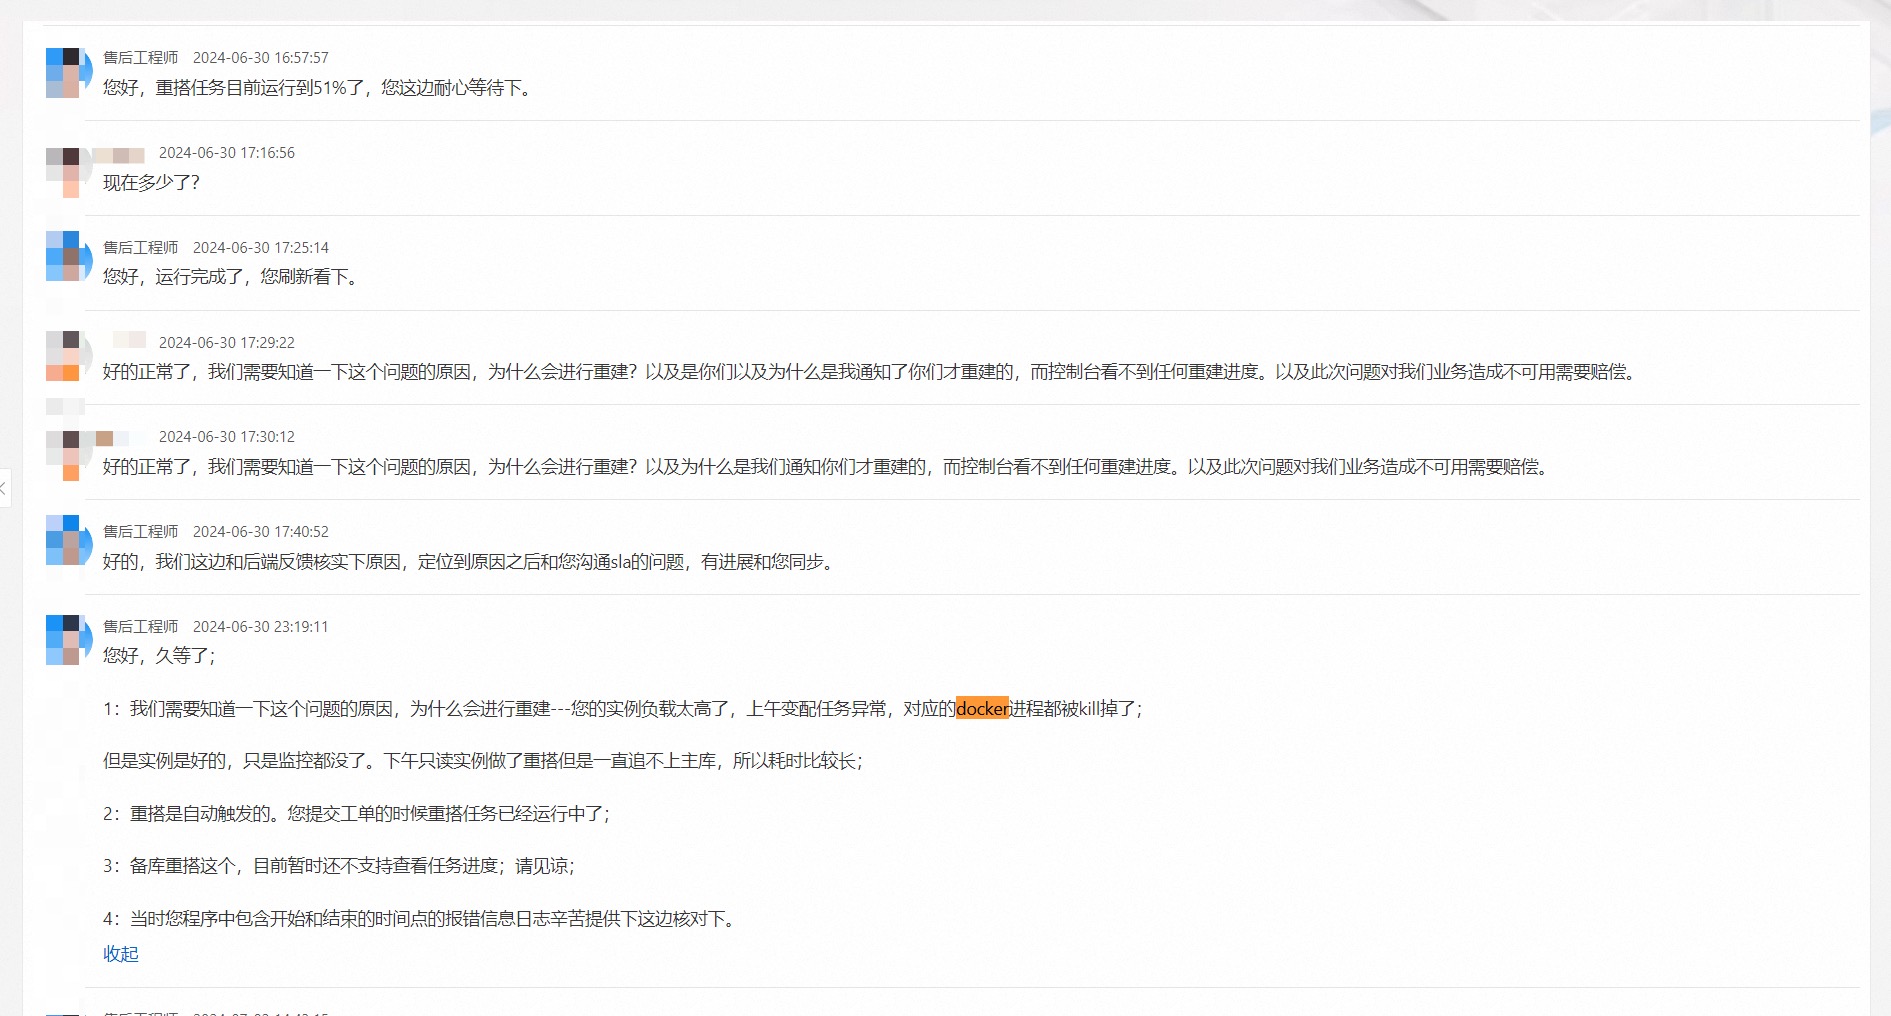 售后工程师 2024-06-30 16:57:57
您好，重搭任务目前运行到51%了，您这边耐心等待下。
2024-06-30 17:16:56
现在多少了？
售后工程师 2024-06-30 17:25:14
您好，运行完成了，您刷新看下。
2024-06-30 17:29:22
好的正常了，我们需要知道一下这个问题的原因，为什么会进行重建？以及是你们以及为什么是我通知了你们才重建的，而控制台看不到任何重建进度。以及此次问题对我们业务造成不可用需要赔偿。
2024-06-30 17:30:12
好的正常了，我们需要知道一下这个问题的原因，为什么会进行重建？以及为什么是我们通知你们才重建的，而控制台看不到任何重建进度。以及此次问题对我们业务造成不可用需要赔偿。
售后工程师 2024-06-30 17:40:52
好的，我们这边和后端反馈核实下原因，定位到原因之后和您沟通sla的问题，有进展和您同步。
售后工程师 2024-06-30 23:19:11
您好，久等了；
1：我们需要知道一下这个问题的原因，为什么会进行重建---您的实例负载太高了，上午变配任务异常，对应的docker进程都被kill掉了；
但是实例是好的，只是监控都没了。下午只读实例做了重搭但是一直追不上主库，所以耗时比较长；
2：重搭是自动触发的。您提交工单的时候重搭任务已经运行中了；
3：备库重搭这个，目前暂时还不支持查看任务进度；请见谅；
4：当时您程序中包含开始和结束的时间点的报错信息日志辛苦提供下这边核对下。
收起